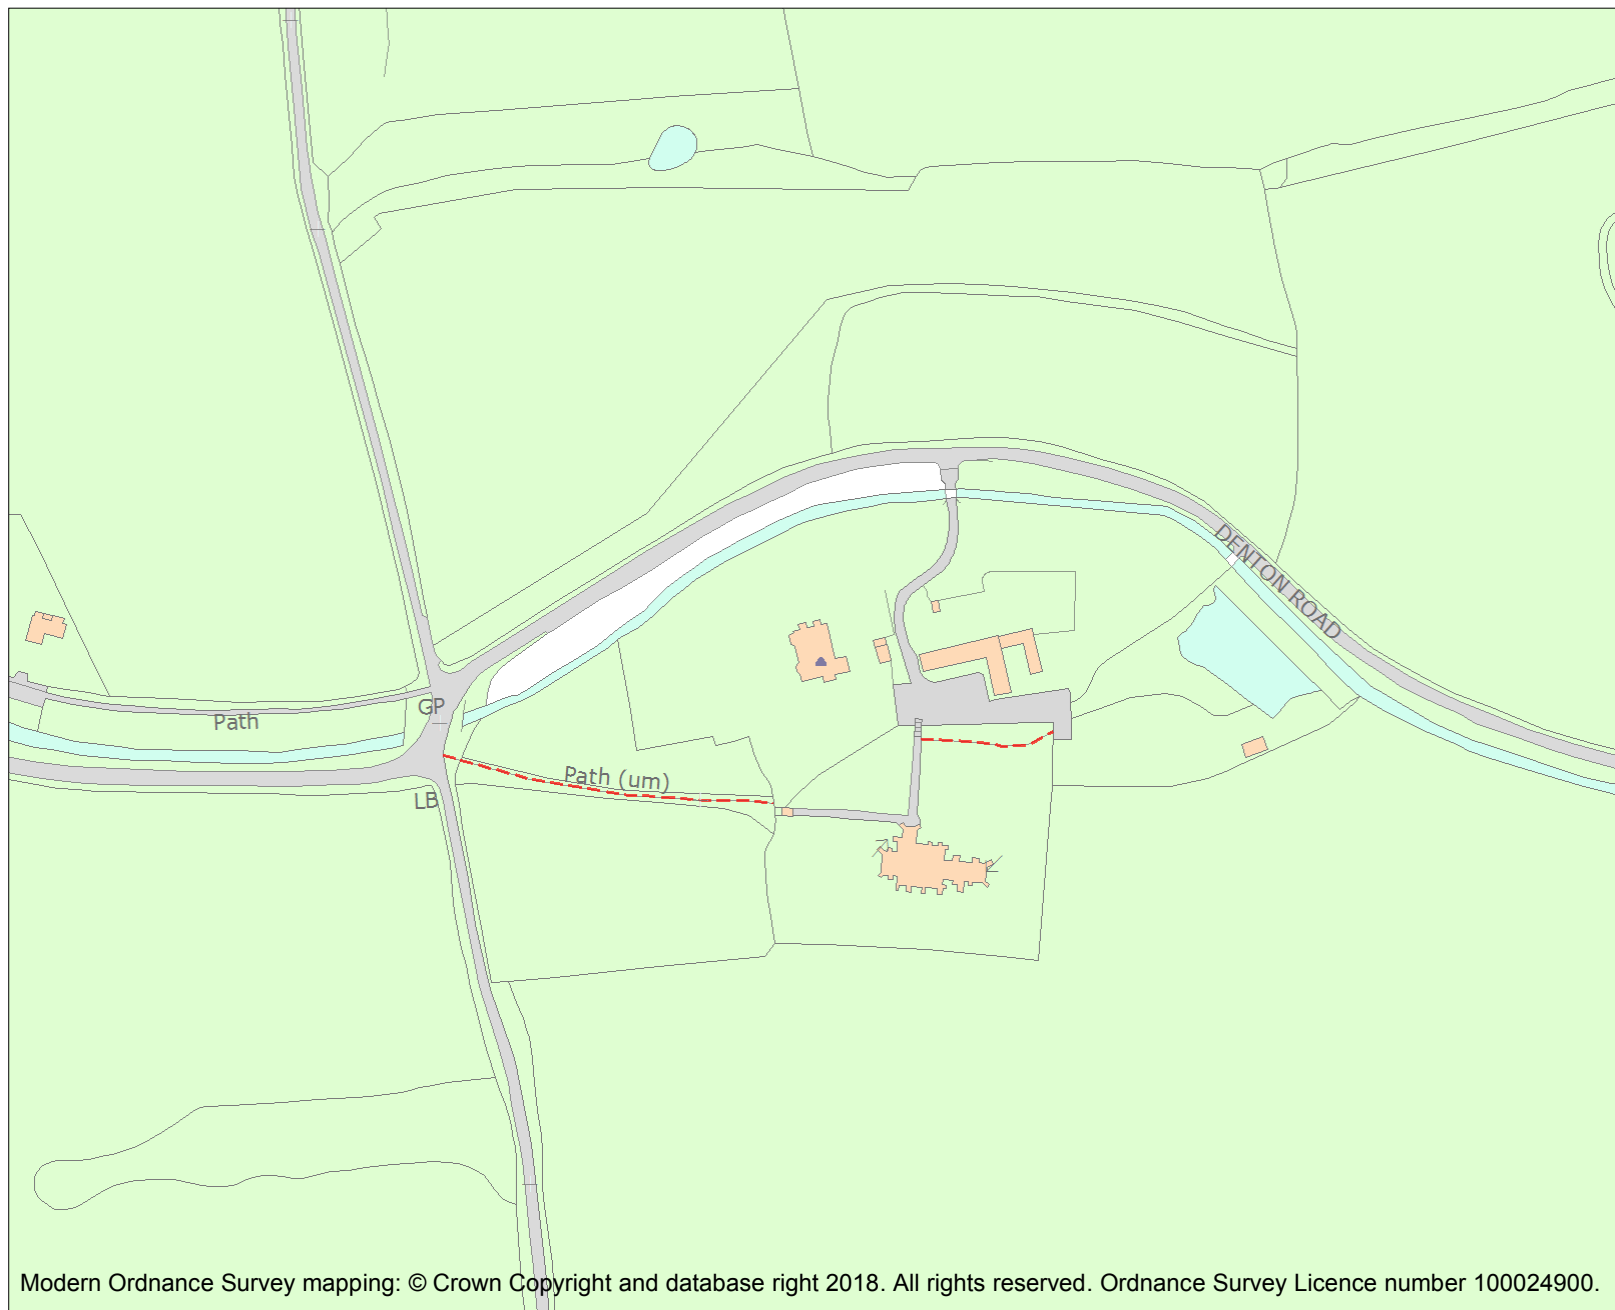 DENTON ROAD
GP
Path
Path (um)
LB
Modern Ordnance Survey mapping: © Crown Copyright and database right 2018. All rights reserved. Ordnance Survey Licence number 100024900.